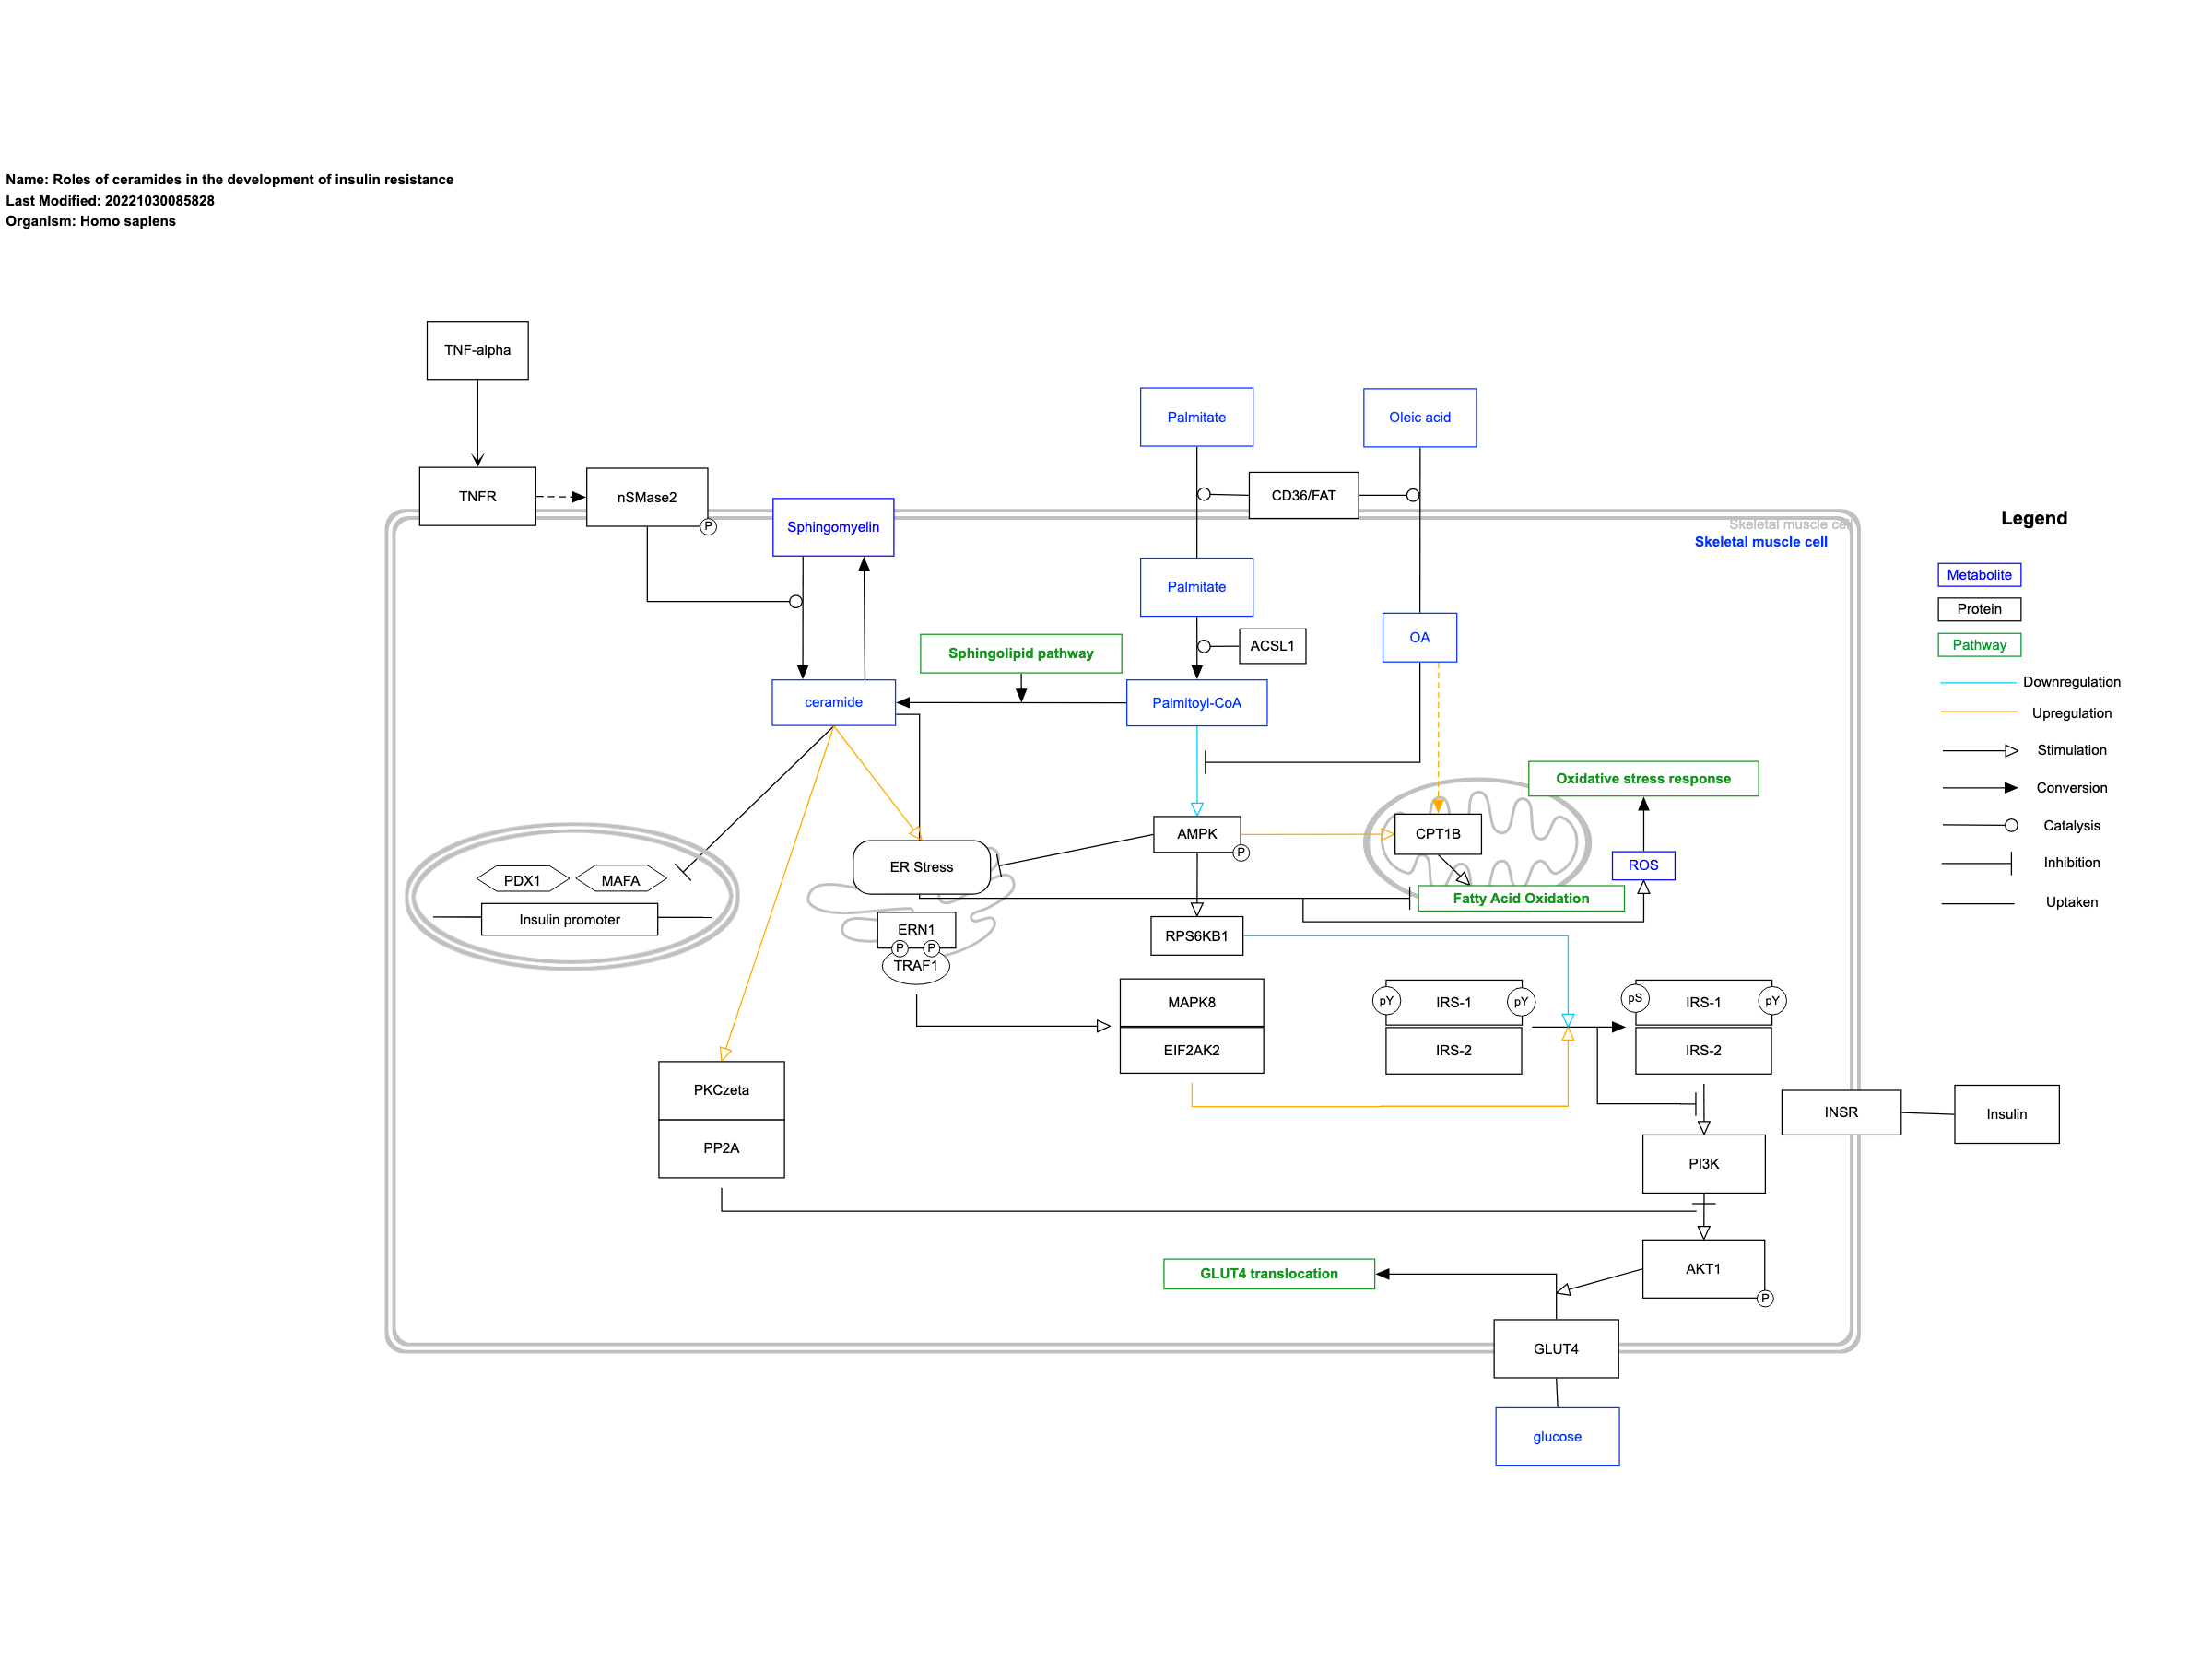 Name: Roles of ceramides in the development of insulin resistance
Last Modified: 20221030085828
Organism: Homo sapiens
TNF-alpha
Palmitate
Oleic acid
TNFR
nSMase2
P
CD36/FAT
Sphingomyelin
Skeletal muscle cell
Skeletal muscle cell
Legend
Metabolite
Protein
Pathway
Downregulation
Upregulation
Stimulation
Conversion
Catalysis
Inhibition
Uptaken
Palmitate
ACSL1
OA
Sphingolipid pathway
ceramide
Palmitoyl-CoA
Oxidative stress response
AMPK
P
CPT1B
ROS
ER Stress
PDX1
MAFA
Insulin promoter
Fatty Acid Oxidation
ERN1
P
P
TRAF1
RPS6KB1
MAPK8
EIF2AK2
pY
IRS-1
pY
IRS-2
pS
IRS-1
pY
IRS-2
PKCzeta
PP2A
INSR
Insulin
PI3K
AKT1
P
GLUT4 translocation
GLUT4
glucose